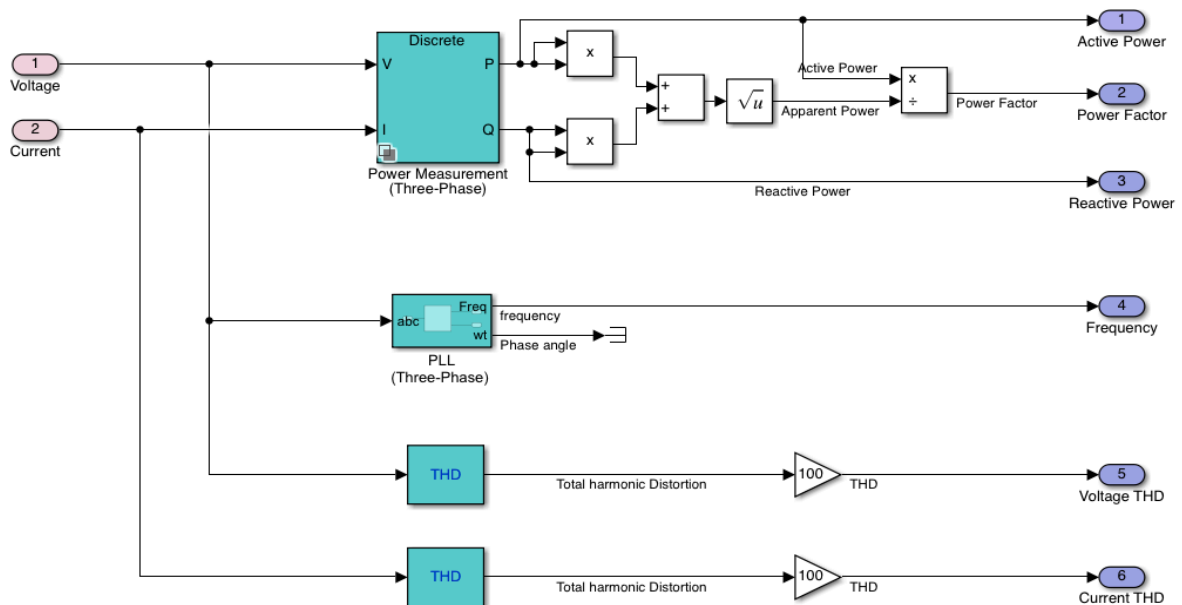 1
Voltage
2
Current
Discrete
V
P
I
Q
Power Measurement
(Three-Phase)
x
x
+
+
√u
Active Power
Apparent Power
x
÷
Power Factor
1
Active Power
2
Power Factor
Reactive Power
3
Reactive Power
abc
Freq
wt
PLL
(Three-Phase)
frequency
Phase angle
4
Frequency
THD
Total harmonic Distortion
100
THD
5
Voltage THD
THD
Total harmonic Distortion
100
THD
6
Current THD